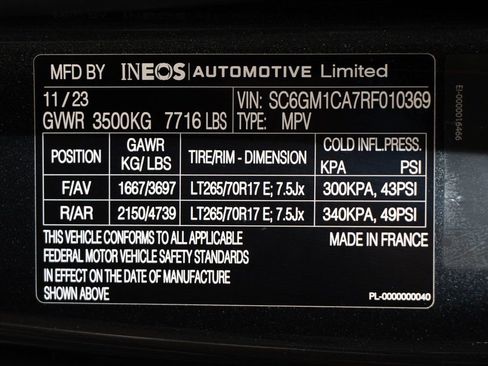 MFD BY INEOS AUTOMOTIVE Limited
11/23 VIN: SC6GM1CA7RF010369
GVWR 3500KG 7716 LBS TYPE: MPV
POSITION GAWR KG/ LBS TIRE/RIM - DIMENSION COLD INFL.PRESS. KPA PSI
F/AV 1667/3697 LT265/70R17 E; 7.5Jx 300KPA, 43PSI
R/AR 2150/4739 LT265/70R17 E; 7.5Jx 340KPA, 49PSI
THIS VEHICLE CONFORMS TO ALL APPLICABLE MADE IN FRANCE
FEDERAL MOTOR VEHICLE SAFETY STANDARDS
IN EFFECT ON THE DATE OF MANUFACTURE
SHOWN ABOVE PL-0000000040
EI-0000016466